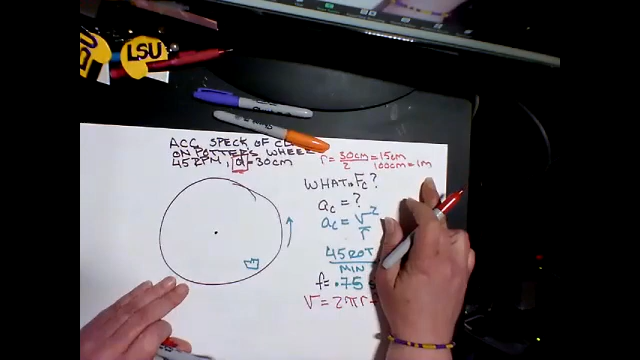 LSU
ACC. SPECK OF
ON POTTERS WHEEL
45 RPM, d=30cm
r = 30cm/2 = 15cm
100cm = 1m
WHAT IS Fc?
ac = ?
ac = v²/r
45 ROT
MIN
f = .75
V = 2πr